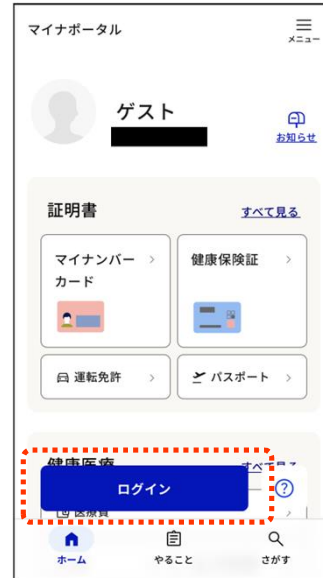 マイナポータル
メニュー
ゲスト
お知らせ
証明書 すべて見る
マイナンバーカード
健康保険証
運転免許
パスポート
健康医療 すべて見る
ログイン
?
医療費
ホーム
やること
さがす